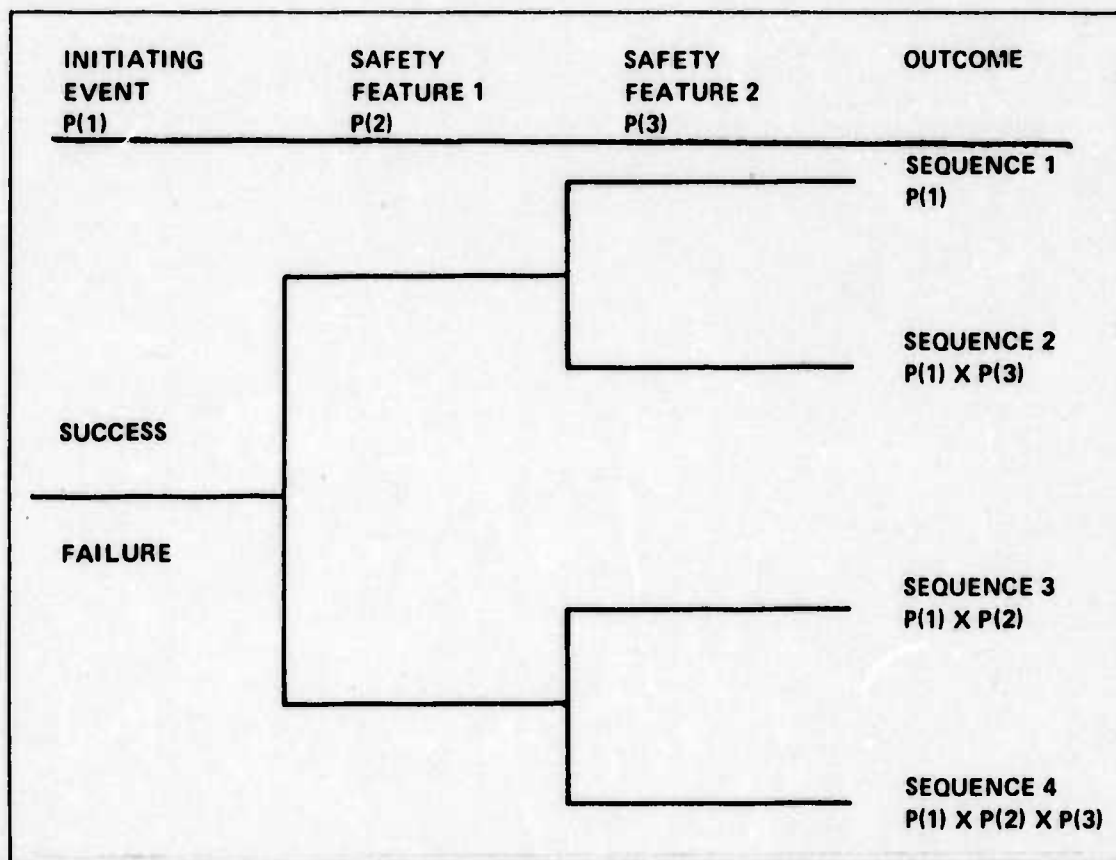 INITIATING
EVENT
P(1)
SAFETY
FEATURE 1
P(2)
SAFETY
FEATURE 2
P(3)
OUTCOME
SEQUENCE 1
P(1)
SEQUENCE 2
P(1) X P(3)
SUCCESS
FAILURE
SEQUENCE 3
P(1) X P(2)
SEQUENCE 4
P(1) X P(2) X P(3)